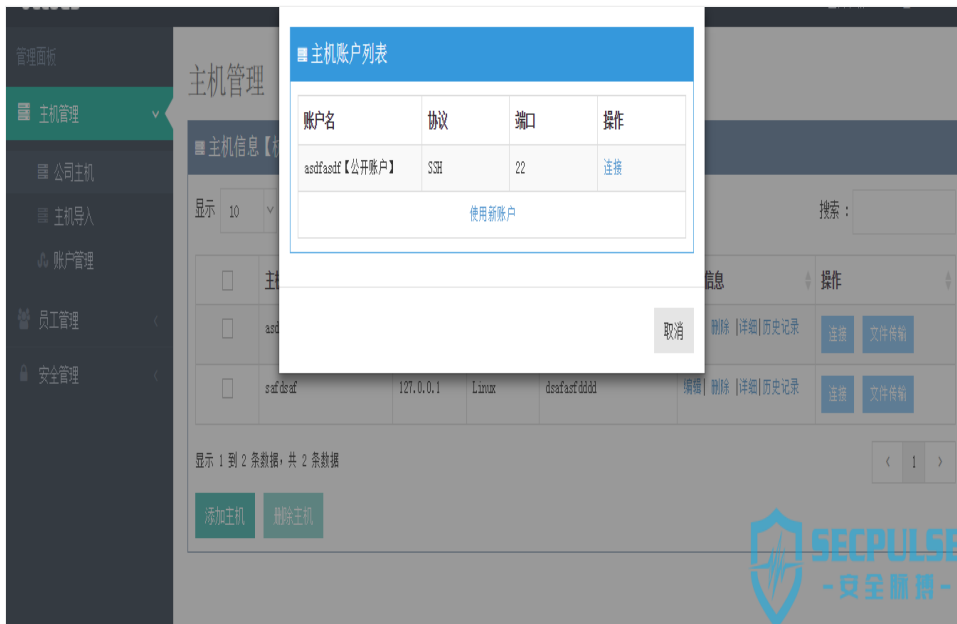 管理面板
主机管理
公司主机
主机导入
账户管理
员工管理
安全管理
主机管理
主机信息【
显示 10
搜索：
主机账户列表
账户名 协议 端口 操作
asdfasdf【公开账户】 SSH 22 连接
使用新账户
取消
信息 操作
asd 删除 |详细|历史记录 连接 文件传输
safdsaf 127.0.0.1 Linux dsafasfdddd 编辑| 删除 |详细|历史记录 连接 文件传输
显示 1 到 2 条数据，共 2 条数据
< 1 >
添加主机 删除主机
SECPULSE
-安全脉搏-